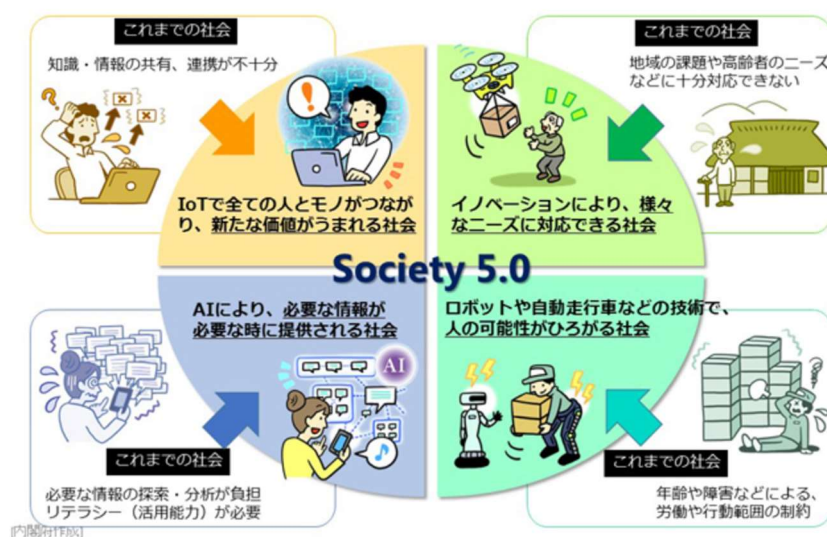 これまでの社会
知識・情報の共有、連携が不十分
IoTで全ての人とモノがつなが
り、新たな価値がうまれる社会
これまでの社会
地域の課題や高齢者のニーズ
などに十分対応できない
イノベーションにより、様々
なニーズに対応できる社会
Society 5.0
AIにより、必要な情報が
必要な時に提供される社会
AI
これまでの社会
必要な情報の探索・分析が負担
リテラシー（活用能力）が必要
ロボットや自動走行車などの技術で、
人の可能性がひろがる社会
これまでの社会
年齢や障害などによる、
労働や行動範囲の制約
[内閣府作成]